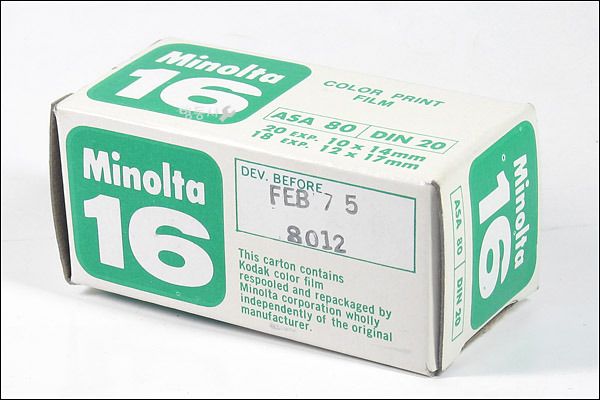 Minolta
16
COLOR PRINT
FILM
ASA 80 DIN 20
20 EXP. 10 x 14mm
18 EXP. 12 x 17mm
Minolta
16
DEV. BEFORE
FEB 75
8012
This carton contains
Kodak color film
respooled and repackaged by
Minolta corporation wholly
independently of the original
manufacturer.
Minolta
16
ASA 80 DIN 20